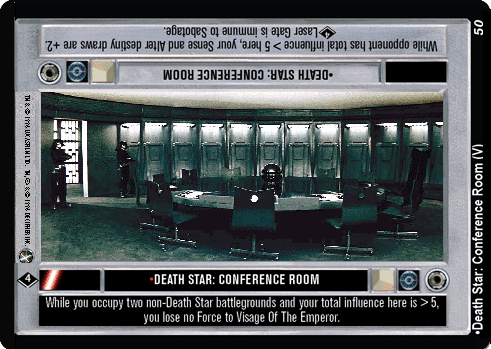 While opponent has total influence > 5 here, your Sense and Alter destiny draws are +2.
Laser Gate is immune to Sabotage.
•DEATH STAR: CONFERENCE ROOM
50
•Death Star: Conference Room (V)
4
•DEATH STAR: CONFERENCE ROOM
While you occupy two non-Death Star battlegrounds and your total influence here is > 5,
you lose no Force to Visage Of The Emperor.